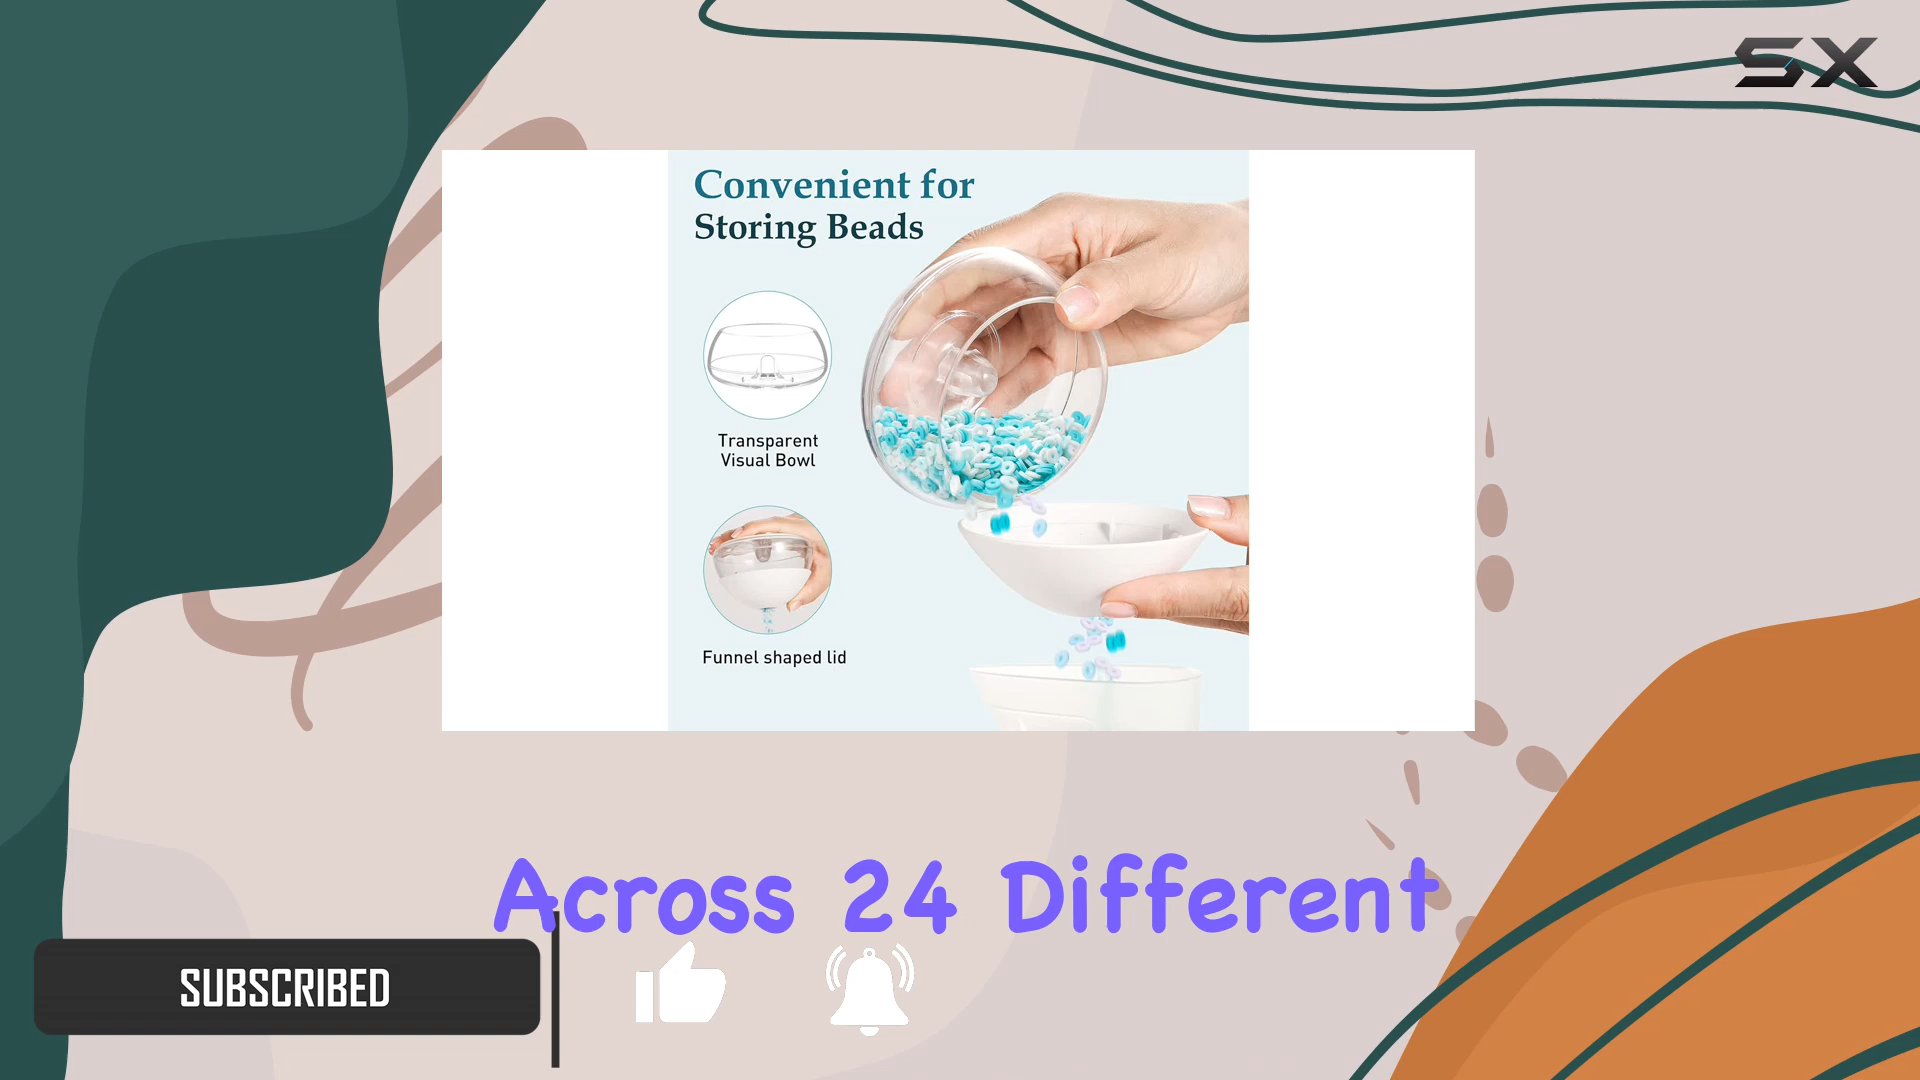 SX
Convenient for
Storing Beads
Transparent
Visual Bowl
Funnel shaped lid
Across 24 Different
SUBSCRIBED